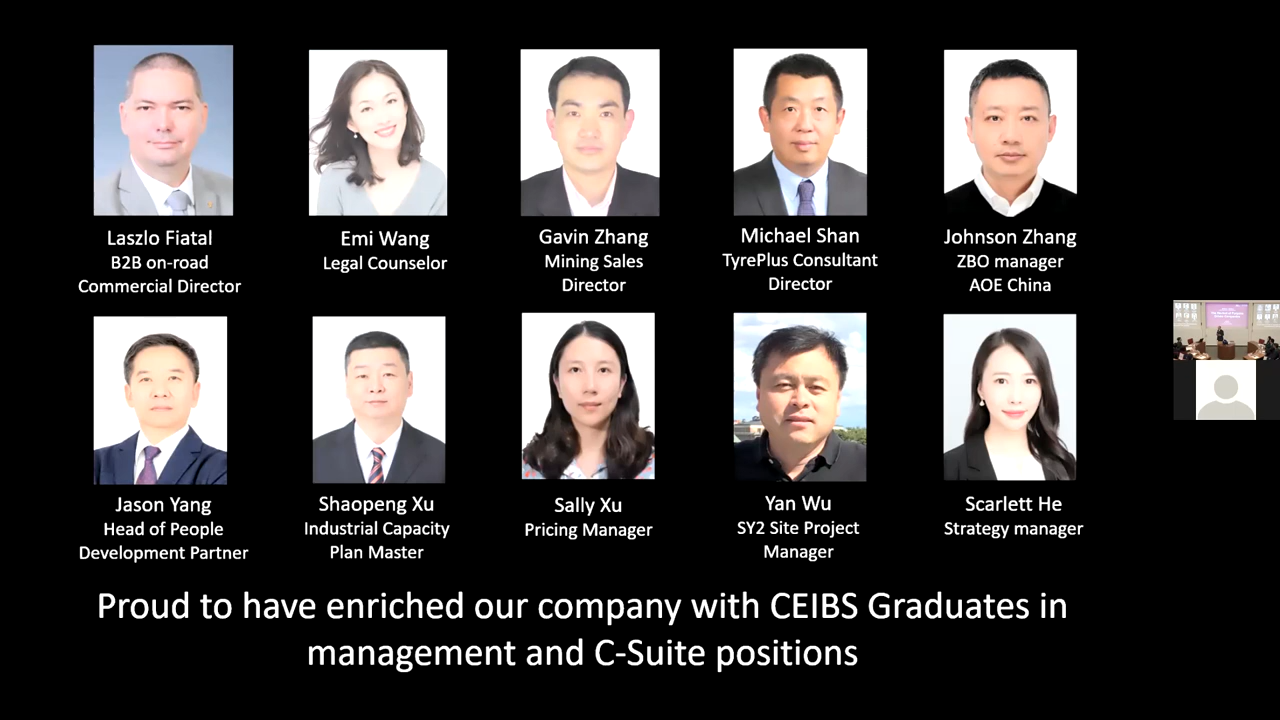 Laszlo Fiatal
B2B on-road
Commercial Director
Emi Wang
Legal Counselor
Gavin Zhang
Mining Sales
Director
Michael Shan
TyrePlus Consultant
Director
Johnson Zhang
ZBO manager
AOE China
Jason Yang
Head of People
Development Partner
Shaopeng Xu
Industrial Capacity
Plan Master
Sally Xu
Pricing Manager
Yan Wu
SY2 Site Project
Manager
Scarlett He
Strategy manager
Proud to have enriched our company with CEIBS Graduates in
management and C-Suite positions